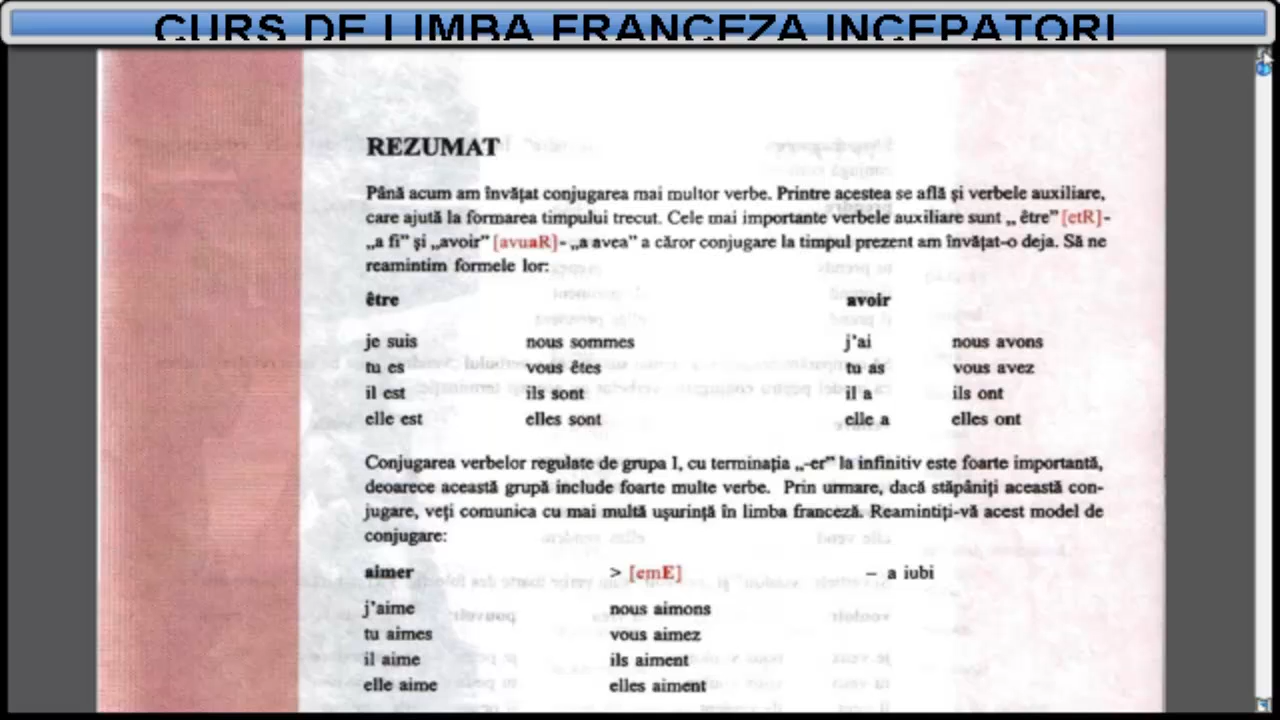 CURS DE LIMBA FRANCEZA INCEPATORI
REZUMAT
Până acum am învăţat conjugarea mai multor verbe. Printre acestea se află şi verbele auxiliare,
care ajută la formarea timpului trecut. Cele mai importante verbele auxiliare sunt „ être” [etR]-
„a fi” şi „avoir” [avuaR]- „a avea” a căror conjugare la timpul prezent am învăţat-o deja. Să ne
reamintim formele lor:
être avoir
je suis nous sommes j’ai nous avons
tu es vous êtes tu as vous avez
il est ils sont il a ils ont
elle est elles sont elle a elles ont
Conjugarea verbelor regulate de grupa I, cu terminaţia „-er” la infinitiv este foarte importantă,
deoarece această grupă include foarte multe verbe. Prin urmare, dacă stăpâniţi această con-
jugare, veţi comunica cu mai multă uşurinţă în limba franceză. Reamintiţi-vă acest model de
conjugare:
aimer > [emE] – a iubi
j’aime nous aimons
tu aimes vous aimez
il aime ils aiment
elle aime elles aiment